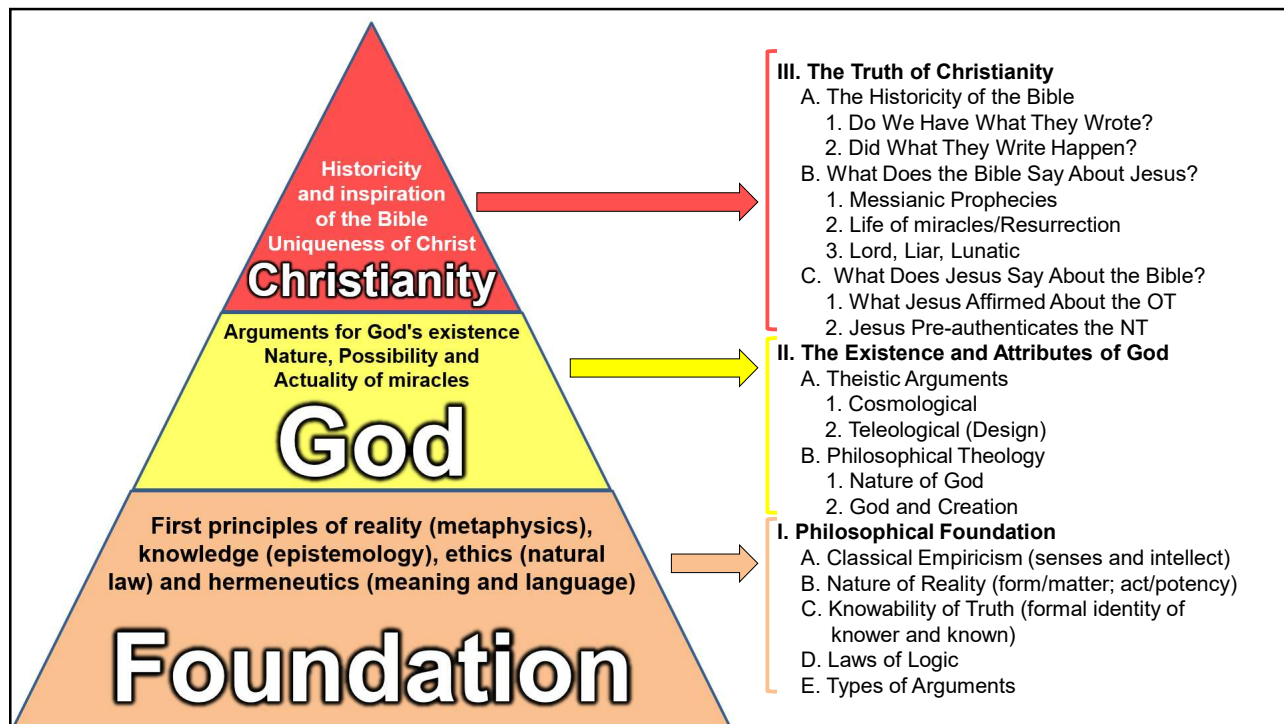 Historicity
and inspiration
of the Bible
Uniqueness of Christ
Christianity
Arguments for God's existence
Nature, Possibility and
Actuality of miracles
God
First principles of reality (metaphysics),
knowledge (epistemology), ethics (natural
law) and hermeneutics (meaning and language)
Foundation
III. The Truth of Christianity
A. The Historicity of the Bible
1. Do We Have What They Wrote?
2. Did What They Write Happen?
B. What Does the Bible Say About Jesus?
1. Messianic Prophecies
2. Life of miracles/Resurrection
3. Lord, Liar, Lunatic
C. What Does Jesus Say About the Bible?
1. What Jesus Affirmed About the OT
2. Jesus Pre-authenticates the NT
II. The Existence and Attributes of God
A. Theistic Arguments
1. Cosmological
2. Teleological (Design)
B. Philosophical Theology
1. Nature of God
2. God and Creation
I. Philosophical Foundation
A. Classical Empiricism (senses and intellect)
B. Nature of Reality (form/matter; act/potency)
C. Knowability of Truth (formal identity of
knower and known)
D. Laws of Logic
E. Types of Arguments